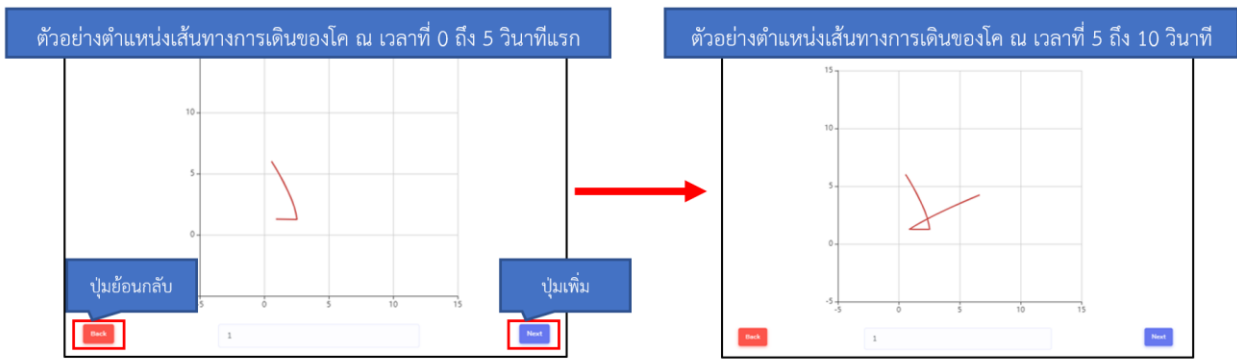 ตัวอย่างตำแหน่งเส้นทางการเดินของโค ณ เวลาที่ 0 ถึง 5 วินาทีแรก
10
5
0
5
0
5
10
15
ปุ่มย้อนกลับ
ปุ่มเพิ่ม
Back
1
Next
ตัวอย่างตำแหน่งเส้นทางการเดินของโค ณ เวลาที่ 5 ถึง 10 วินาที
15
10
5
0
-5
-5
0
5
10
15
Back
1
Next